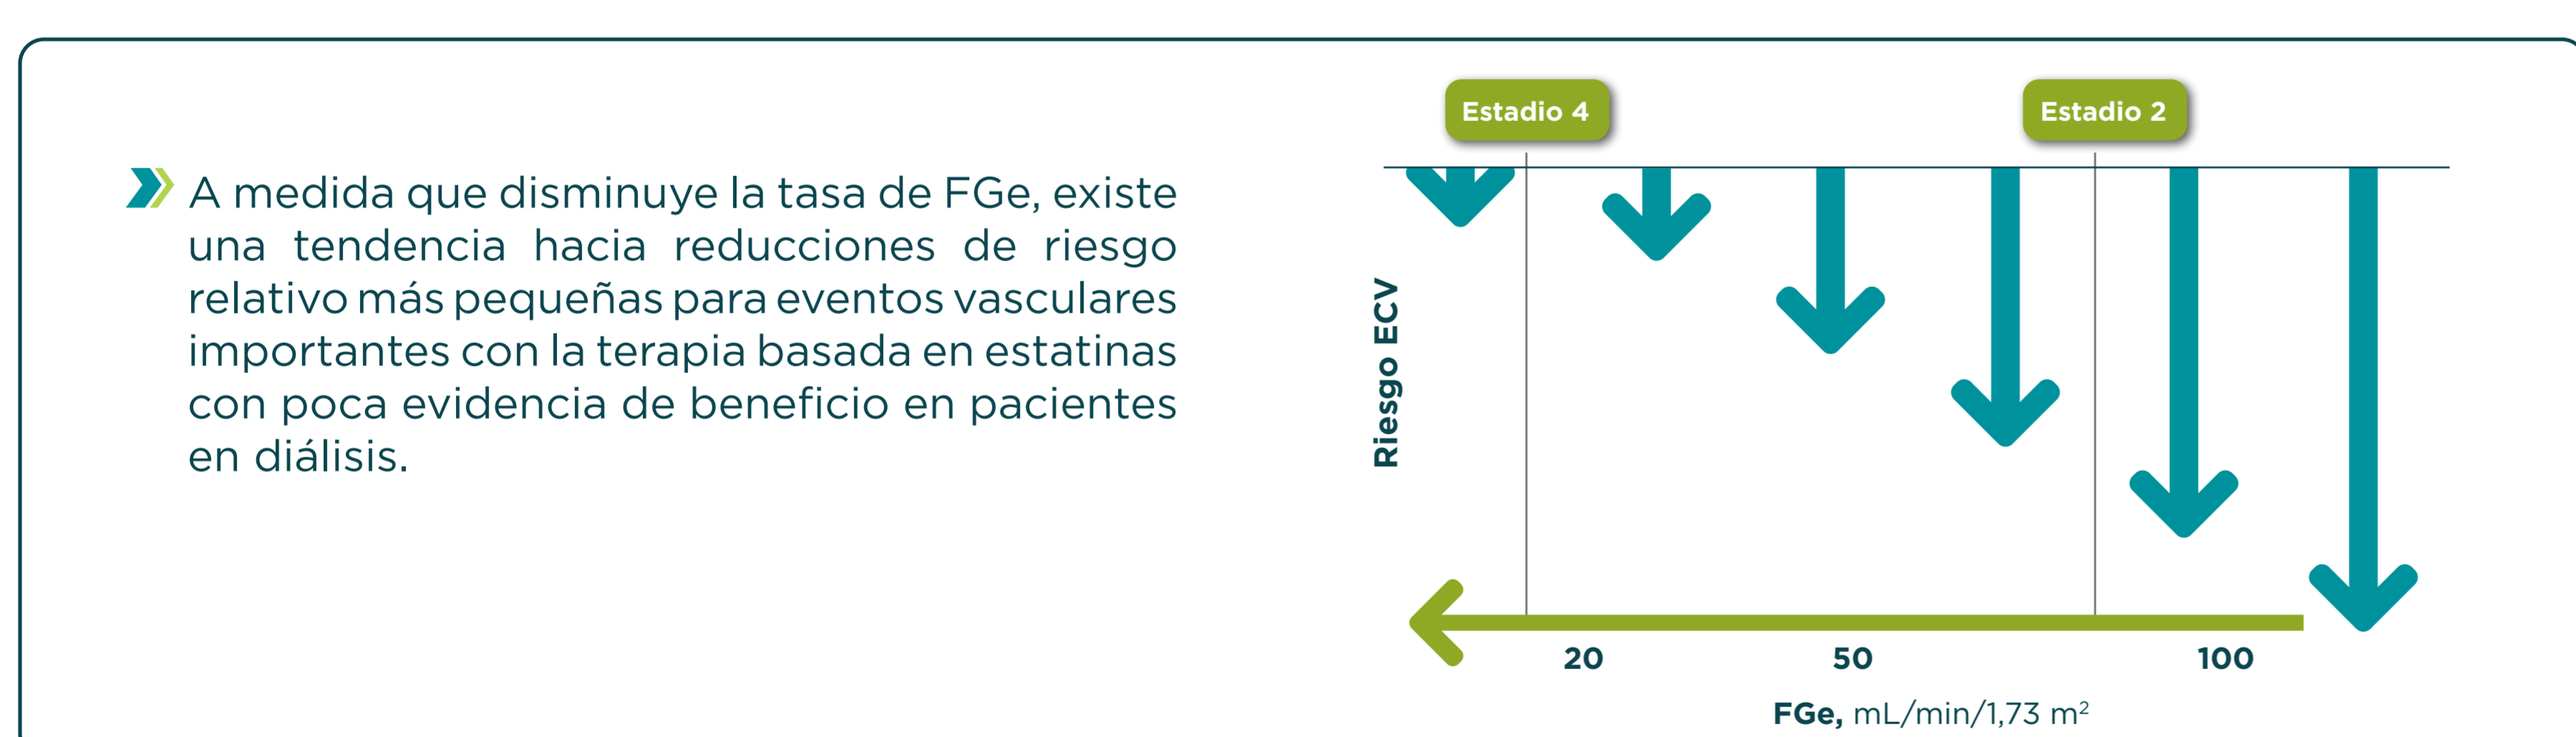 A medida que disminuye la tasa de FGe, existe
una tendencia hacia reducciones de riesgo
relativo más pequeñas para eventos vasculares
importantes con la terapia basada en estatinas
con poca evidencia de beneficio en pacientes
en diálisis.
Estadio 4
Estadio 2
Riesgo ECV
20
50
100
FGe, mL/min/1,73 m²